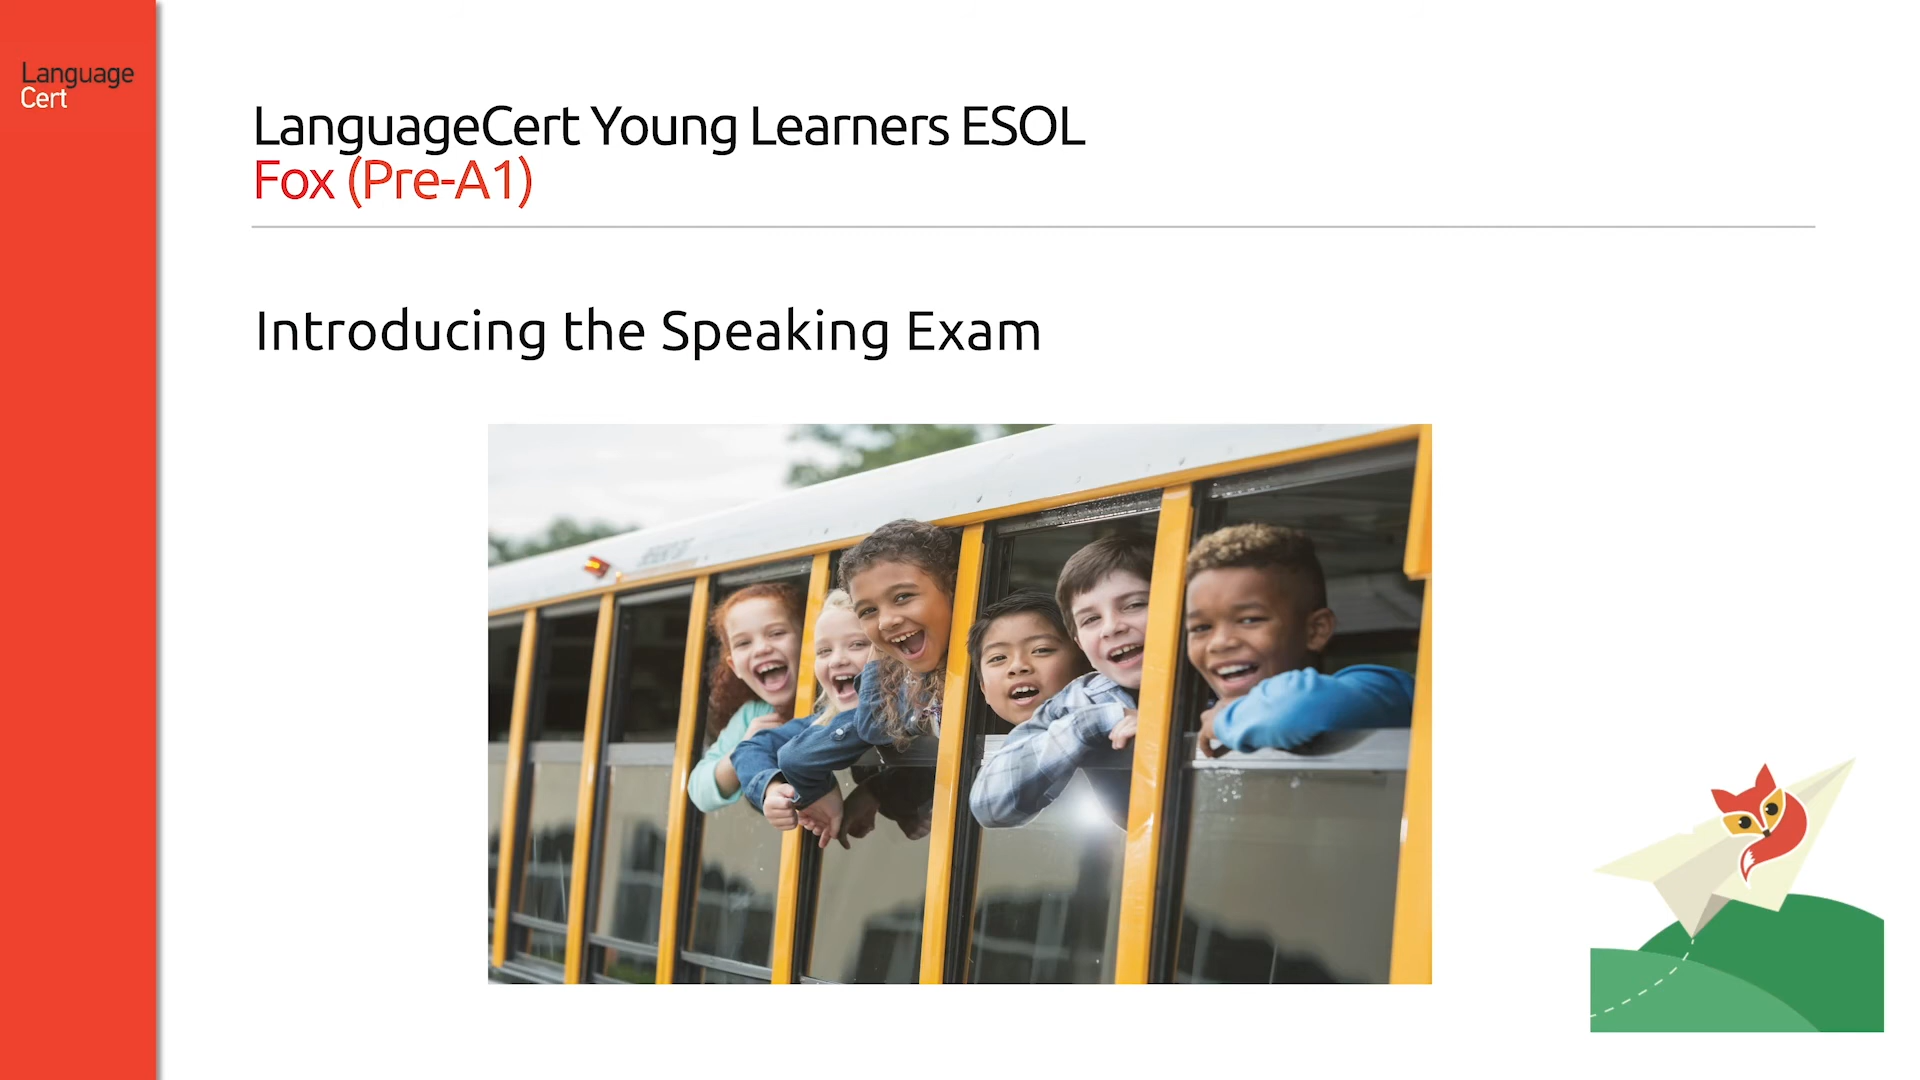 Language
Cert
LanguageCert Young Learners ESOL
Fox (Pre-A1)
Introducing the Speaking Exam